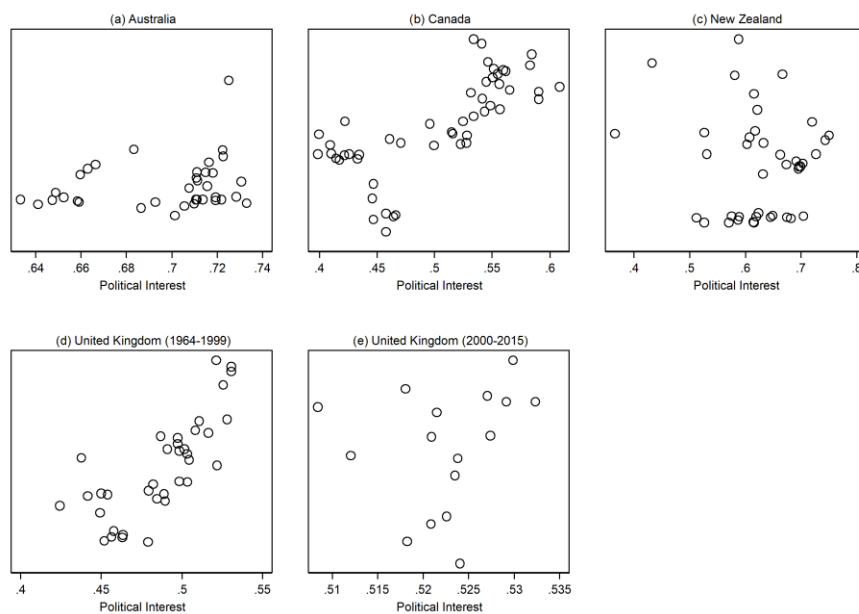 (a) Australia
(b) Canada
(c) New Zealand
.64 .66 .68 .7 .72 .74
Political Interest
.4 .45 .5 .55 .6
Political Interest
.4 .5 .6 .7 .8
Political Interest
(d) United Kingdom (1964-1999)
(e) United Kingdom (2000-2015)
.4 .45 .5 .55
Political Interest
.51 .515 .52 .525 .53 .535
Political Interest